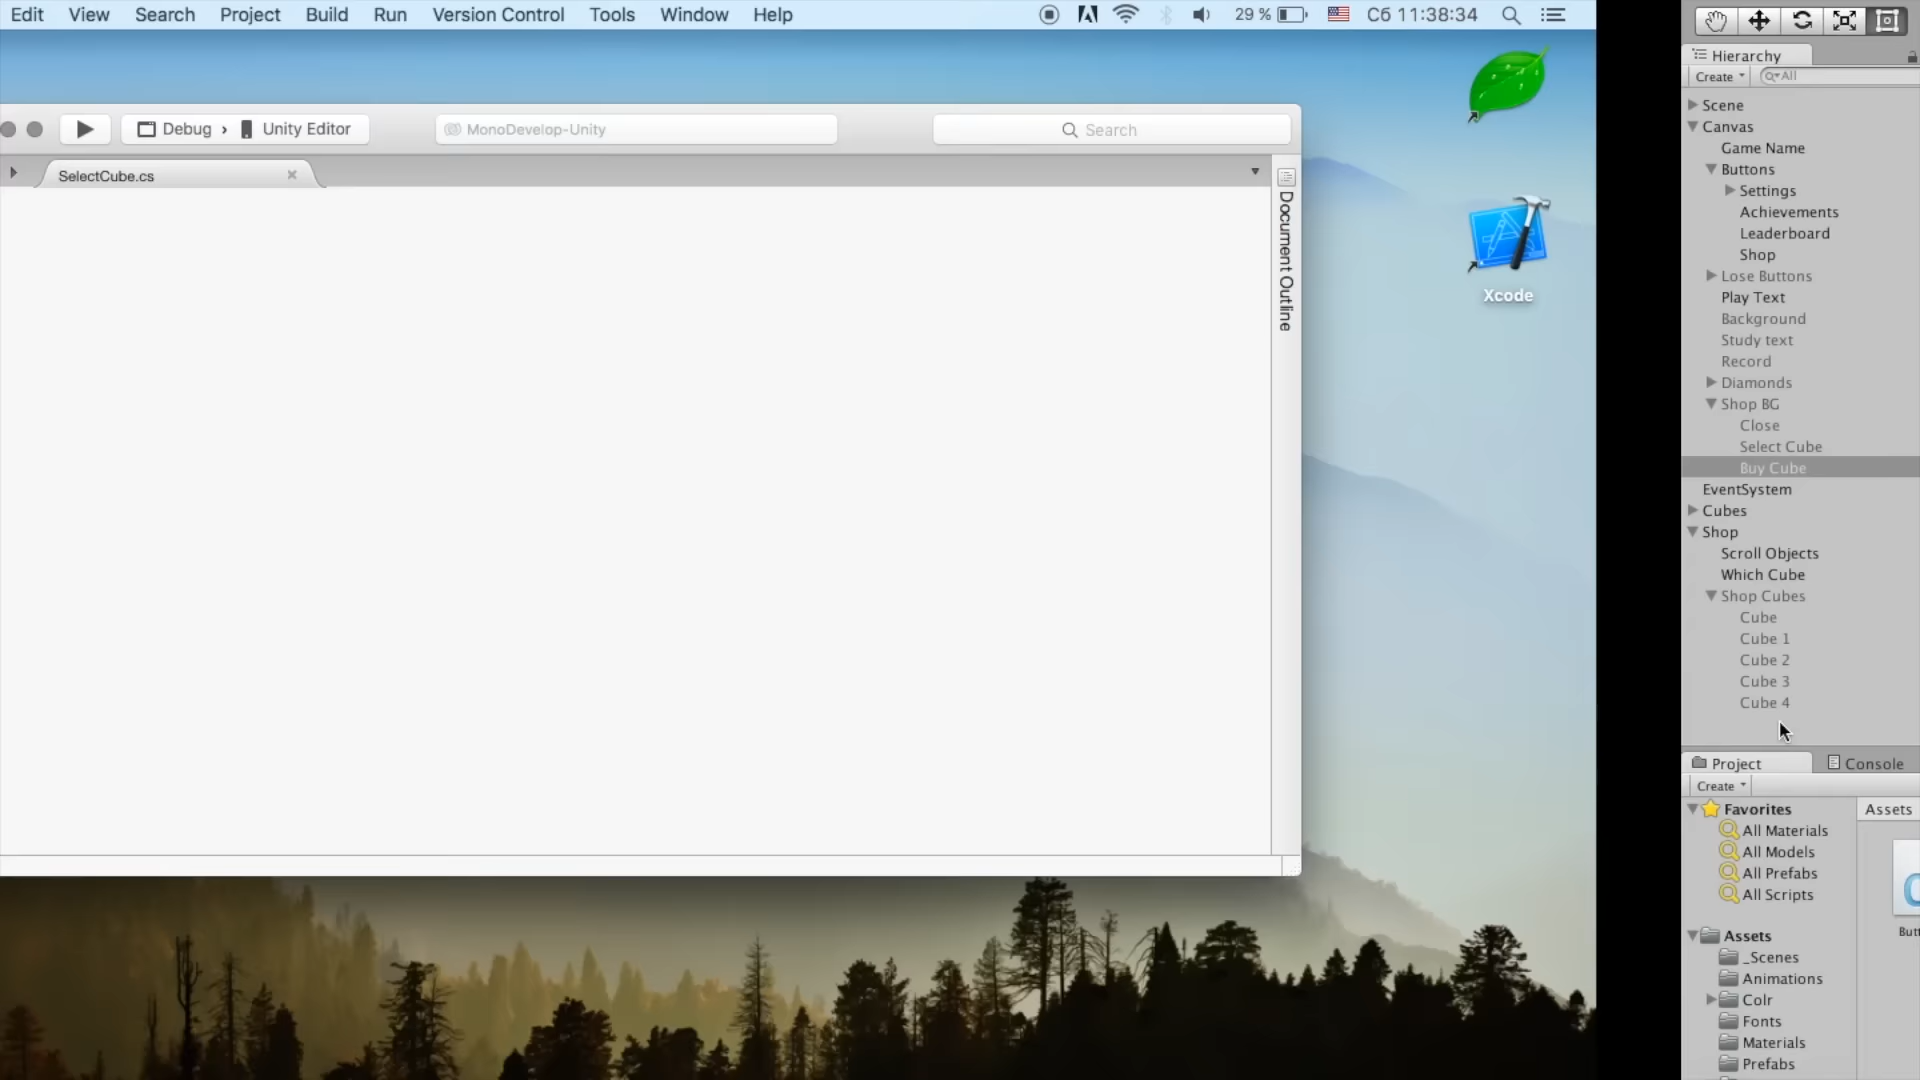 Edit View Search Project Build Run Version Control Tools Window Help 29 % Сб 11:38:34
Debug › Unity Editor MonoDevelop-Unity Search
SelectCube.cs
Document Outline
Xcode
Hierarchy
Create All
Scene
Canvas
Game Name
Buttons
Settings
Achievements
Leaderboard
Shop
Lose Buttons
Play Text
Background
Study text
Record
Diamonds
Shop BG
Close
Select Cube
Buy Cube
EventSystem
Cubes
Shop
Scroll Objects
Which Cube
Shop Cubes
Cube
Cube 1
Cube 2
Cube 3
Cube 4
Project Console
Create
Favorites Assets
All Materials
All Models
All Prefabs
All Scripts
Butt
Assets
_Scenes
Animations
Colr
Fonts
Materials
Prefabs